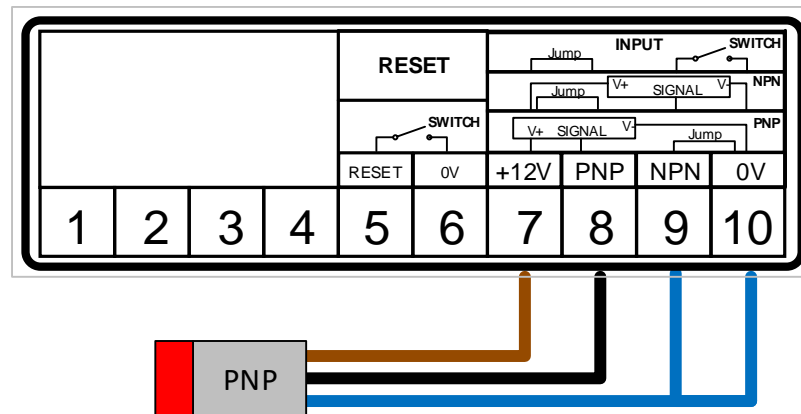 RESET
INPUT
Jump
SWITCH
V+ SIGNAL V- NPN
Jump
PNP
V+ SIGNAL V-
Jump
SWITCH
RESET 0V +12V PNP NPN 0V
1 2 3 4 5 6 7 8 9 10
PNP